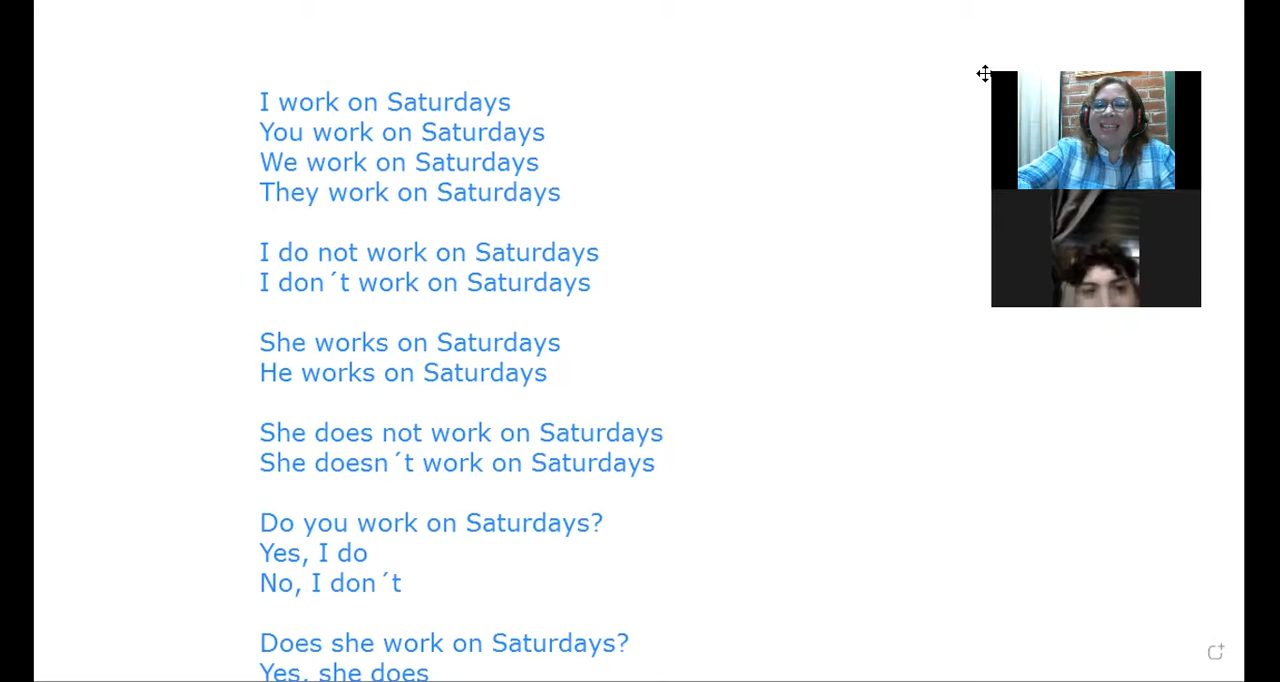 I work on Saturdays
You work on Saturdays
We work on Saturdays
They work on Saturdays
I do not work on Saturdays
I don´t work on Saturdays
She works on Saturdays
He works on Saturdays
She does not work on Saturdays
She doesn´t work on Saturdays
Do you work on Saturdays?
Yes, I do
No, I don´t
Does she work on Saturdays?
Yes, she does